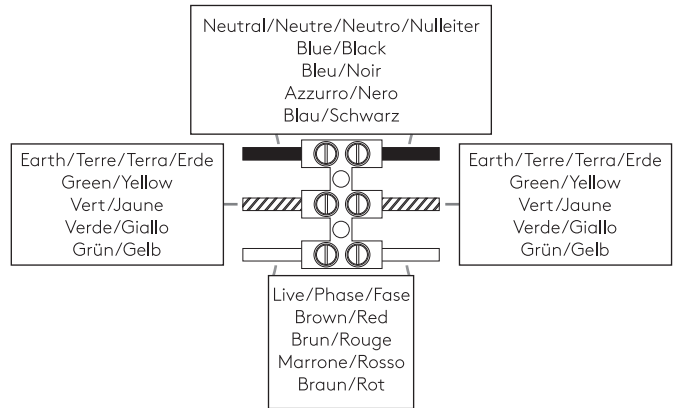 Neutral/Neutre/Neutro/Nulleiter
Blue/Black
Bleu/Noir
Azzurro/Nero
Blau/Schwarz
Earth/Terre/Terra/Erde
Green/Yellow
Vert/Jaune
Verde/Giallo
Grün/Gelb
Earth/Terre/Terra/Erde
Green/Yellow
Vert/Jaune
Verde/Giallo
Grün/Gelb
Live/Phase/Fase
Brown/Red
Brun/Rouge
Marrone/Rosso
Braun/Rot